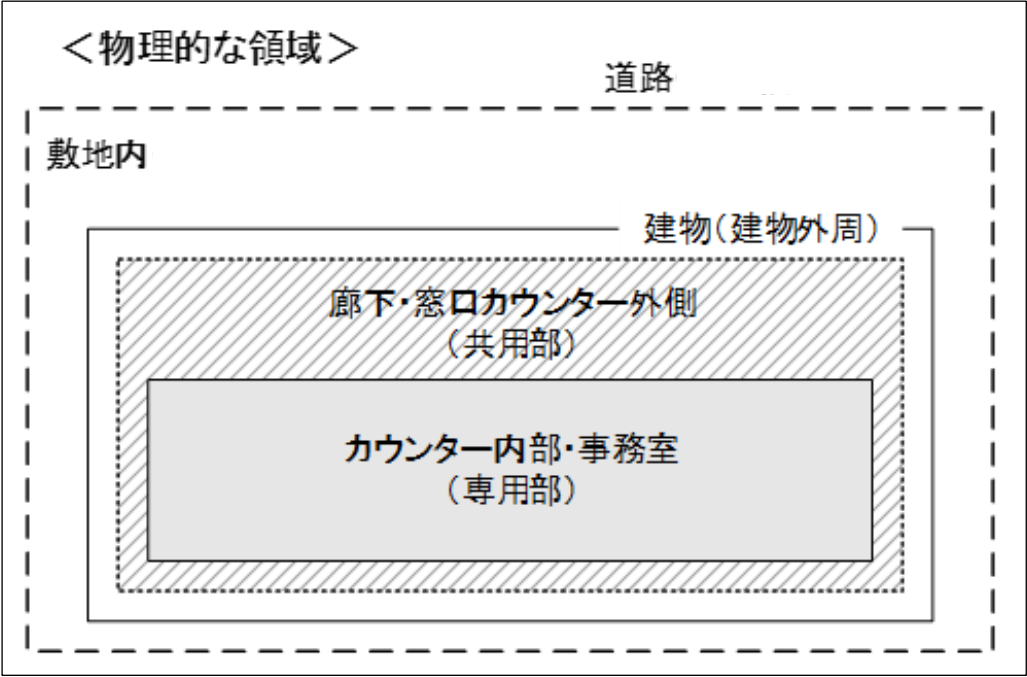 ＜物理的な領域＞
道路
敷地内
建物（建物外周）
廊下・窓口カウンター外側
（共用部）
カウンター内部・事務室
（専用部）